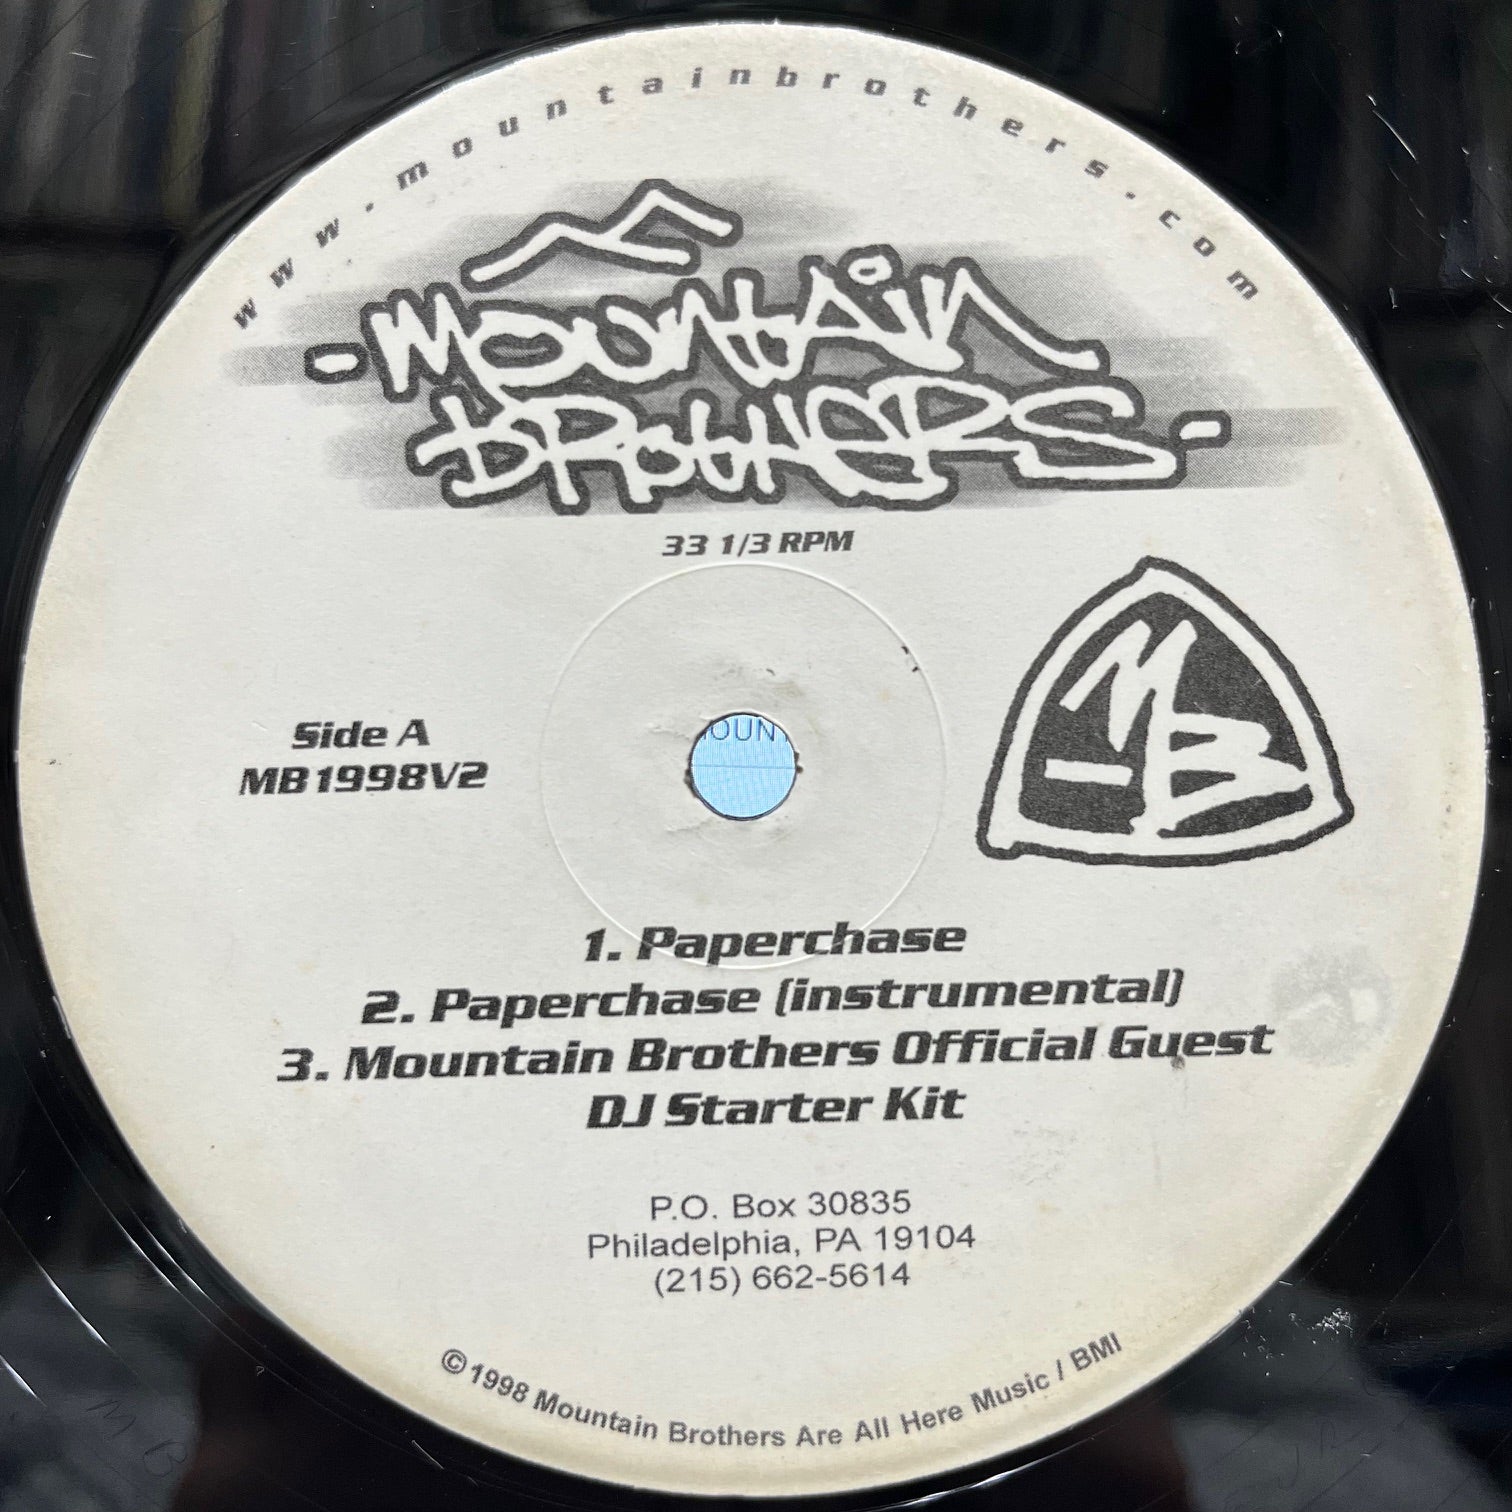 www.mountainbrothers.com
-Mountain
Brothers-
33 1/3 RPM
MB
Side A
MB1998V2
OUN
1. Paperchase
2. Paperchase (instrumental)
3. Mountain Brothers Official Guest
DJ Starter Kit
P.O. Box 30835
Philadelphia, PA 19104
(215) 662-5614
©1998 Mountain Brothers Are All Here Music / BMI